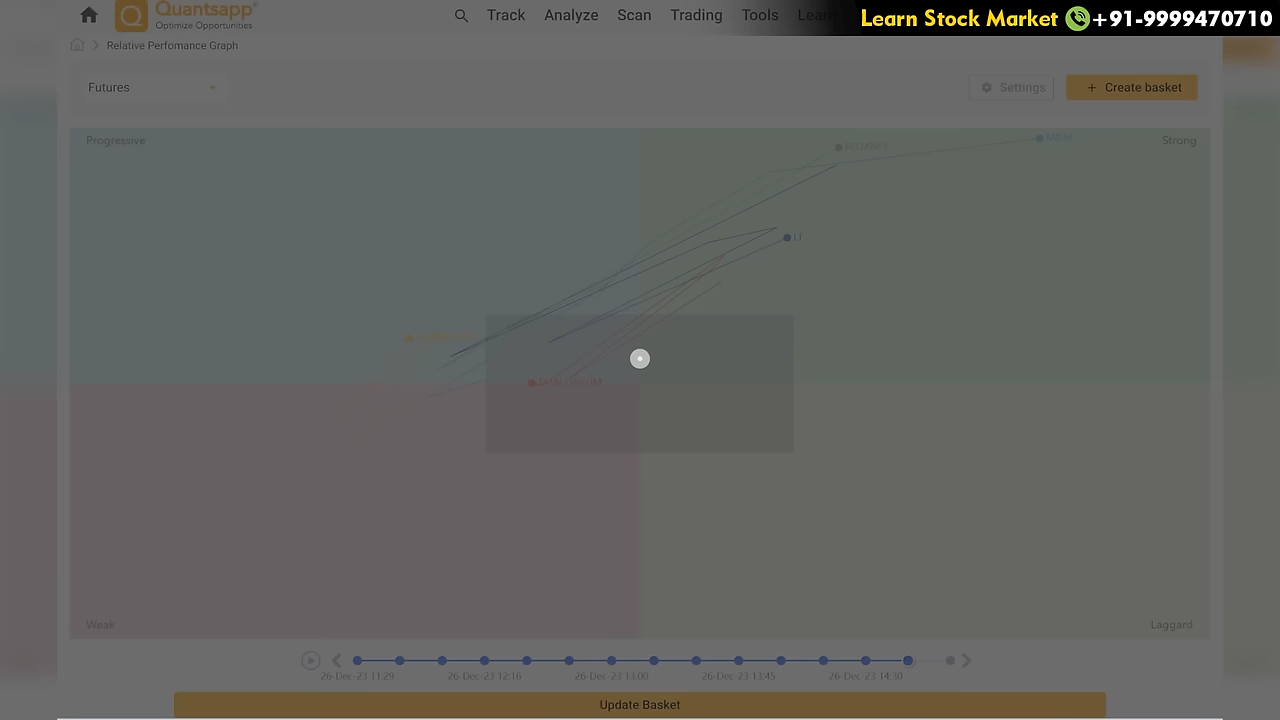 Quantsapp
Optimize Opportunities
Track Analyze Scan Trading Tools Learn
Learn Stock Market +91-9999470710
Relative Perfomance Graph
Futures
Settings
+ Create basket
Progressive
Strong
M&M
LT
Weak
Laggard
26-Dec-23 11:29 26-Dec-23 12:16 26-Dec-23 13:00 26-Dec-23 13:45 26-Dec-23 14:30
Update Basket